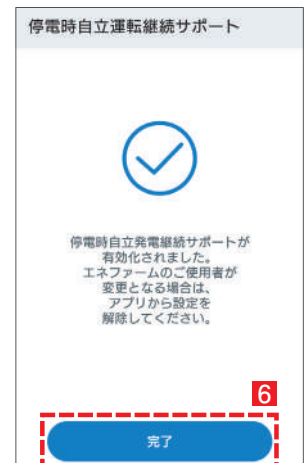 停電時自立運転継続サポート
停電時自立発電継続サポートが
有効化されました。
エネファームのご使用者が
変更となる場合は、
アプリから設定を
解除してください。
6
完了